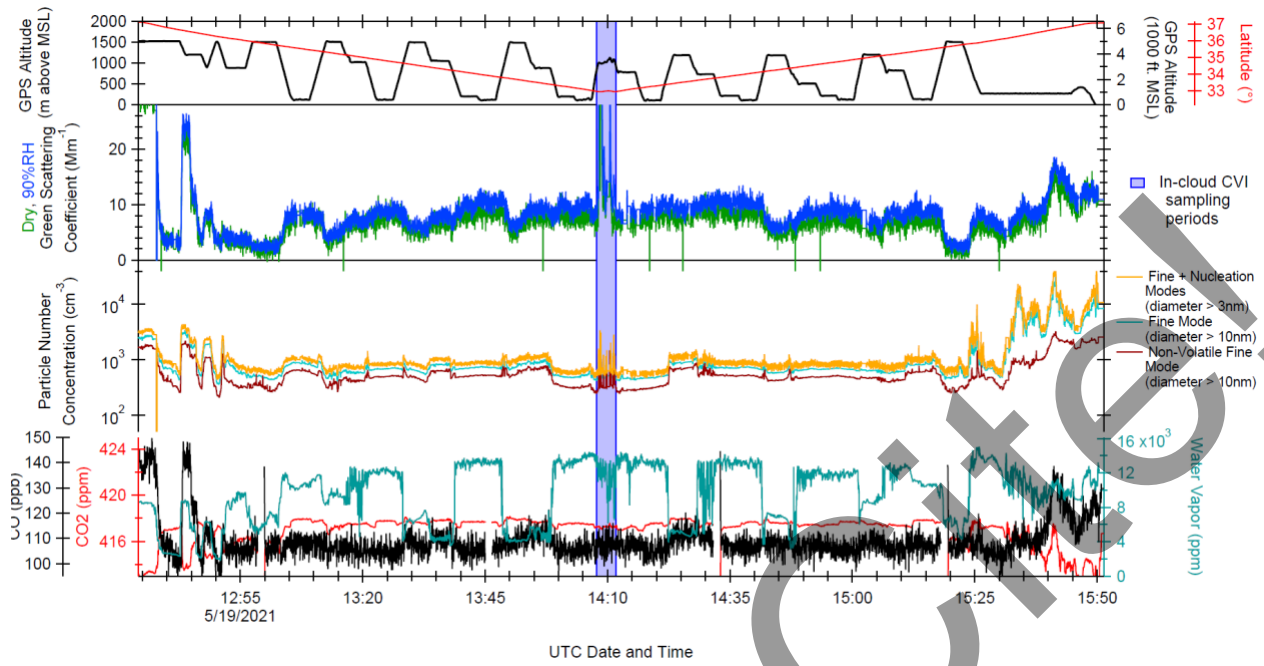 GPS Altitude
(m above MSL)
2000
1500
1000
500
0
6
4
2
0
GPS Altitude
(1000 ft. MSL)
37
36
35
34
33
Latitude (°)
Dry, 90%RH
Green Scattering
Coefficient (Mm⁻¹)
20
10
0
In-cloud CVI
sampling
periods
Particle Number
Concentration (cm⁻³)
10⁴
10³
10²
Fine + Nucleation
Modes
(diameter > 3nm)
Fine Mode
(diameter > 10nm)
Non-Volatile Fine
Mode
(diameter > 10nm)
CO (ppb)
150
140
130
120
110
100
CO2 (ppm)
424
420
416
16 x10³
12
8
4
0
Water Vapor (ppm)
12:55
13:20
13:45
14:10
14:35
15:00
15:25
15:50
5/19/2021
UTC Date and Time
Cite!